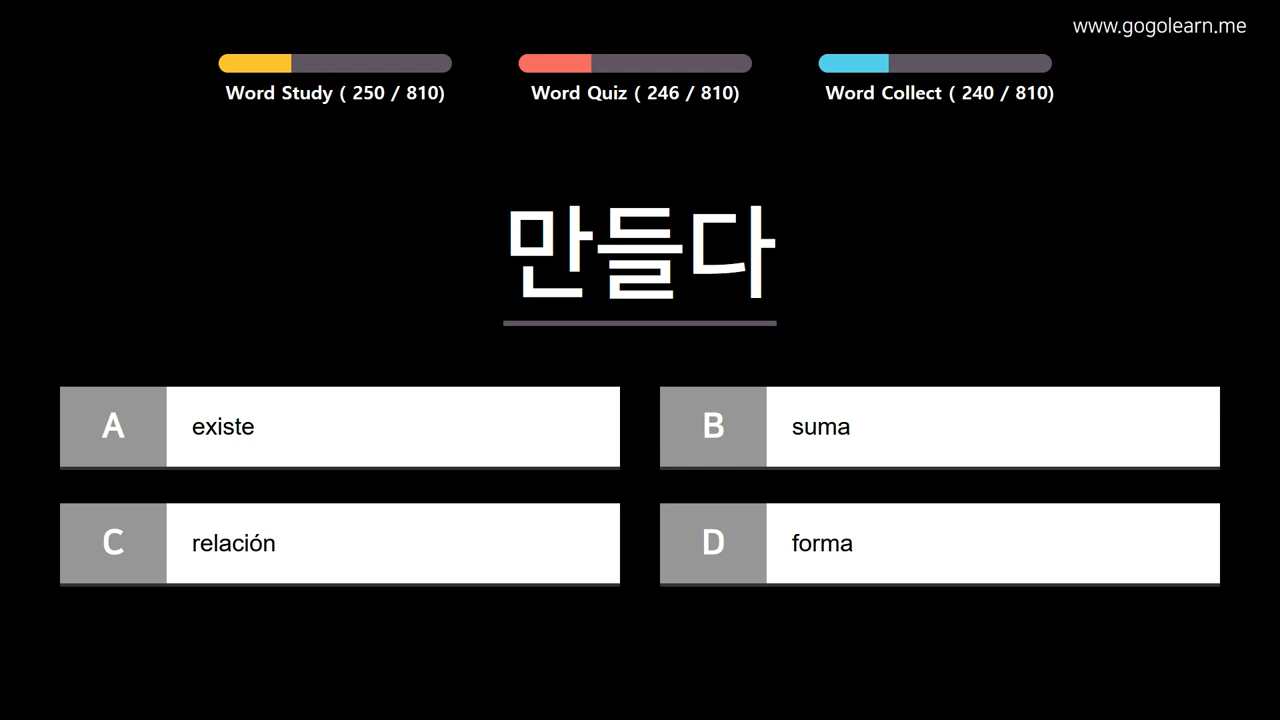 www.gogolearn.me
Word Study ( 250 / 810)
Word Quiz ( 246 / 810)
Word Collect ( 240 / 810)
만들다
A existe
B suma
C relación
D forma